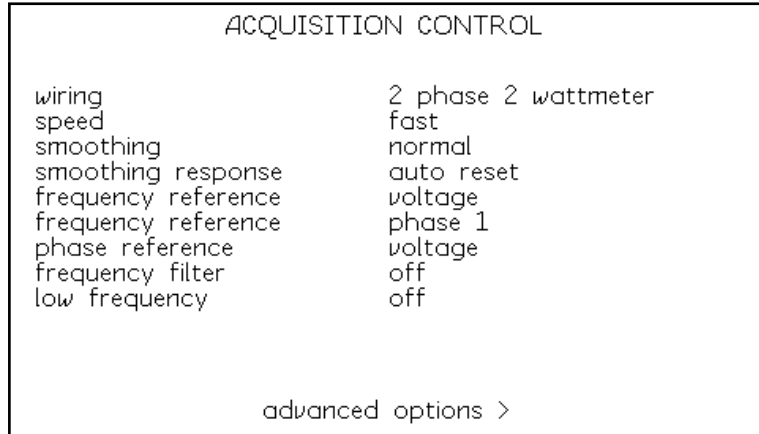 ACQUISITION CONTROL
wiring 2 phase 2 wattmeter
speed fast
smoothing normal
smoothing response auto reset
frequency reference voltage
frequency reference phase 1
phase reference voltage
frequency filter off
low frequency off
advanced options >